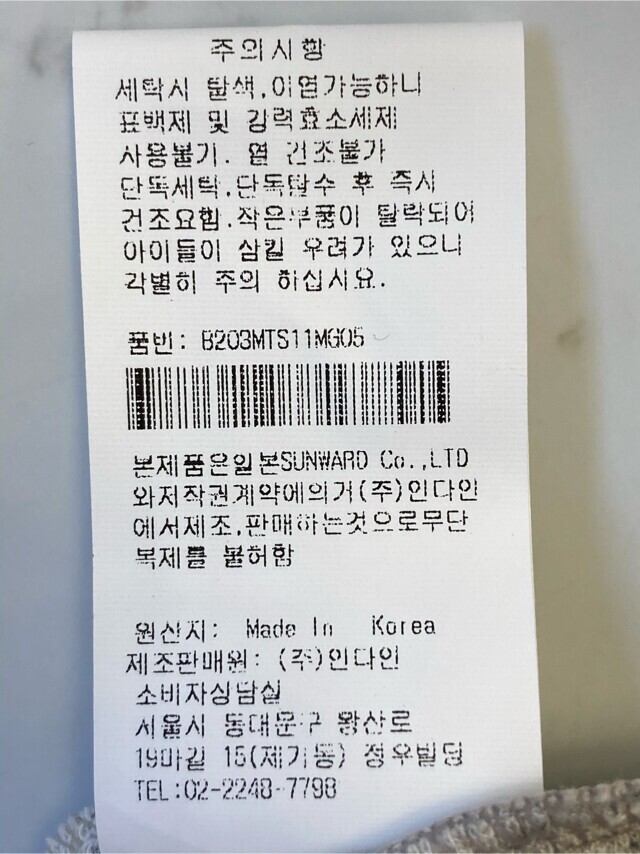 주의시항
세탁시 탈색,이염가능하니
표백제 및 강력효소세제
사용불가. 열 건조불가
단독세탁,단독탈수 후 즉시
건조요합.작은부품이 탈락되어
아이들이 삼킬 우려가 있으니
각별히 주의 하십시요.
품번: B203MTS11MG05
본제품은일본SUNWARD Co.,LTD
와저작권계약에의거(주)인다인
에서제조,판매하는것으로무단
복제를 불허함
원산지: Made In Korea
제조판매원: (주)인다인
소비자상담실
서울시 동대문구 왕산로
19마길 15(제기동) 정우빌딩
TEL:02-2248-7798